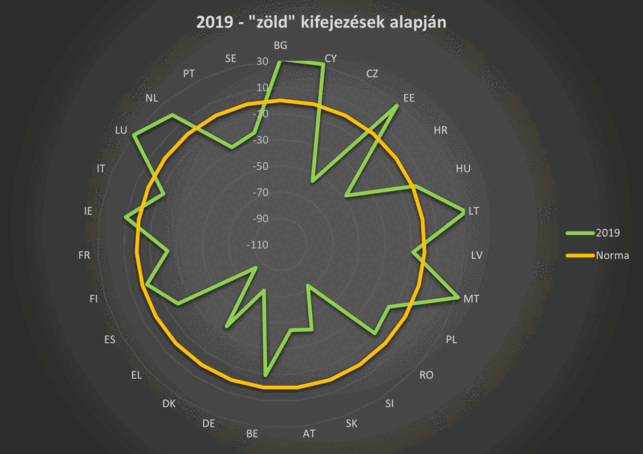 2019 - "zöld" kifejezések alapján
BG
SE
CY
PT
CZ
NL
EE
LU
HR
IT
HU
IE
LT
FR
LV
FI
MT
ES
PL
EL
RO
DK
SI
DE
SK
BE
AT
30
10
-10
-30
-50
-70
-90
-110
2019
Norma